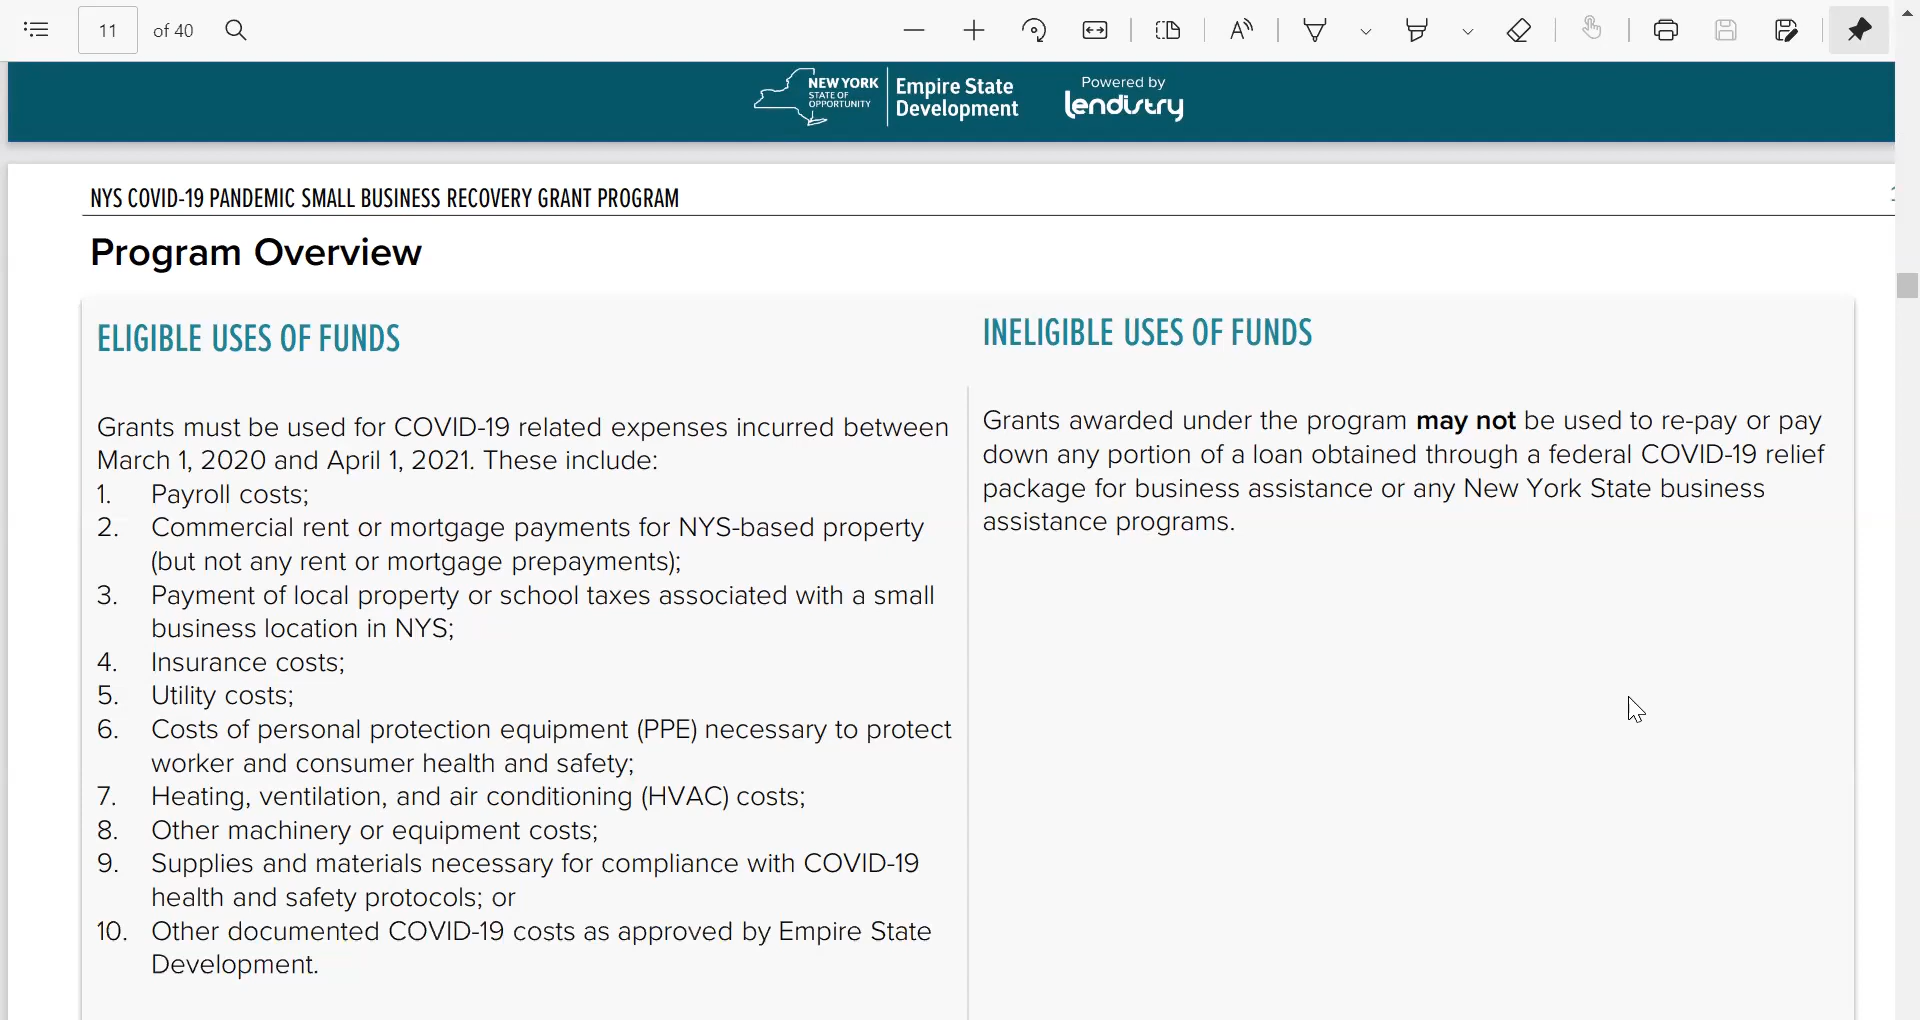 11
of 40
NEW YORK
STATE OF
OPPORTUNITY
Empire State
Development
Powered by
lendistry
NYS COVID-19 PANDEMIC SMALL BUSINESS RECOVERY GRANT PROGRAM
Program Overview
ELIGIBLE USES OF FUNDS
Grants must be used for COVID-19 related expenses incurred between
March 1, 2020 and April 1, 2021. These include:
1. Payroll costs;
2. Commercial rent or mortgage payments for NYS-based property
(but not any rent or mortgage prepayments);
3. Payment of local property or school taxes associated with a small
business location in NYS;
4. Insurance costs;
5. Utility costs;
6. Costs of personal protection equipment (PPE) necessary to protect
worker and consumer health and safety;
7. Heating, ventilation, and air conditioning (HVAC) costs;
8. Other machinery or equipment costs;
9. Supplies and materials necessary for compliance with COVID-19
health and safety protocols; or
10. Other documented COVID-19 costs as approved by Empire State
Development.
INELIGIBLE USES OF FUNDS
Grants awarded under the program may not be used to re-pay or pay
down any portion of a loan obtained through a federal COVID-19 relief
package for business assistance or any New York State business
assistance programs.